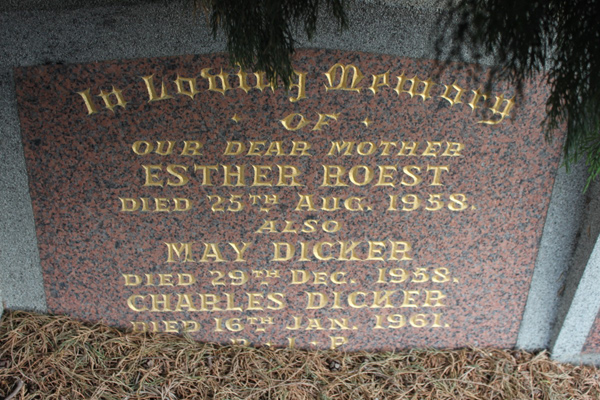 In Loving Memory
· OF ·
OUR DEAR MOTHER
ESTHER ROEST
DIED 25TH AUG. 1958.
ALSO
MAY DICKER
DIED 29TH DEC. 1958.
CHARLES DICKER
DIED 16TH JAN. 1961.
R.I.P